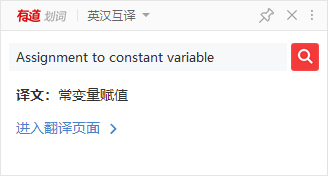 有道 划词 英汉互译
Assignment to constant variable
译文：常变量赋值
进入翻译页面